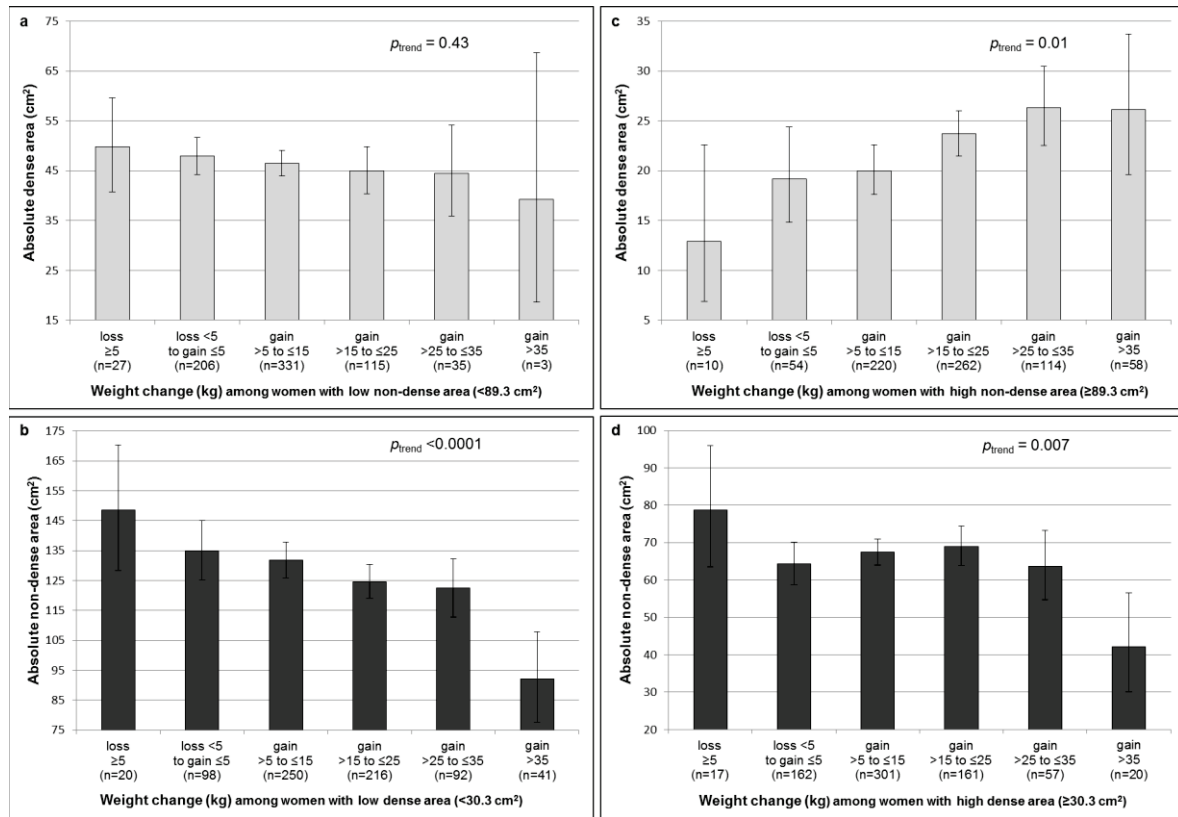 a
p trend = 0.43
Absolute dense area (cm²)
75
65
55
45
35
25
15
loss ≥5 (n=27)
loss <5 to gain ≤5 (n=206)
gain >5 to ≤15 (n=331)
gain >15 to ≤25 (n=115)
gain >25 to ≤35 (n=35)
gain >35 (n=3)
Weight change (kg) among women with low non-dense area (<89.3 cm²)
c
p trend = 0.01
Absolute dense area (cm²)
35
30
25
20
15
10
5
loss ≥5 (n=10)
loss <5 to gain ≤5 (n=54)
gain >5 to ≤15 (n=220)
gain >15 to ≤25 (n=262)
gain >25 to ≤35 (n=114)
gain >35 (n=58)
Weight change (kg) among women with high non-dense area (≥89.3 cm²)
b
p trend <0.0001
Absolute non-dense area (cm²)
175
165
155
145
135
125
115
105
95
85
75
loss ≥5 (n=20)
loss <5 to gain ≤5 (n=98)
gain >5 to ≤15 (n=250)
gain >15 to ≤25 (n=216)
gain >25 to ≤35 (n=92)
gain >35 (n=41)
Weight change (kg) among women with low dense area (<30.3 cm²)
d
p trend = 0.007
Absolute non-dense area (cm²)
100
90
80
70
60
50
40
30
20
loss ≥5 (n=17)
loss <5 to gain ≤5 (n=162)
gain >5 to ≤15 (n=301)
gain >15 to ≤25 (n=161)
gain >25 to ≤35 (n=57)
gain >35 (n=20)
Weight change (kg) among women with high dense area (≥30.3 cm²)